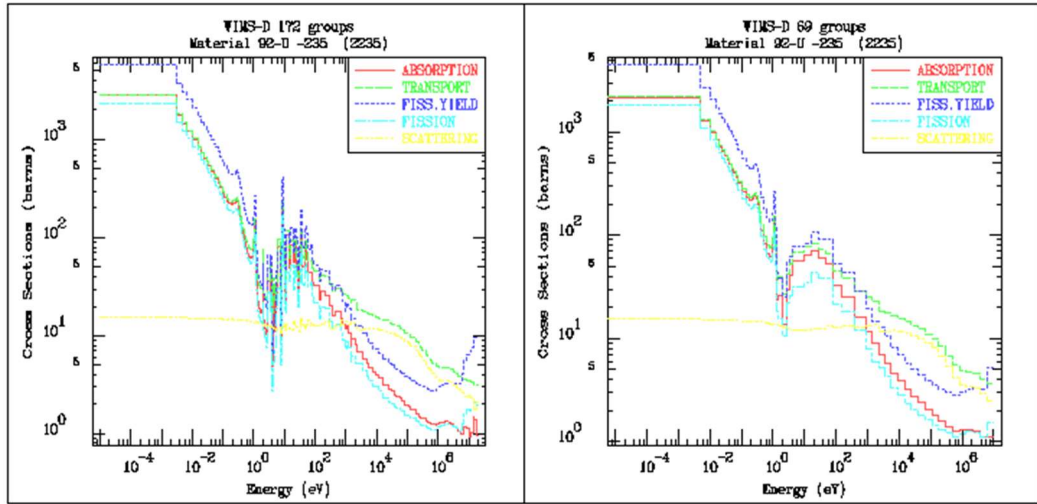 WIMS-D 172 groups
Material 92-U -235 (2235)
ABSORPTION
TRANSPORT
FISS.YIELD
FISSION
SCATTERING
Cross Sections (barns)
5
10^3
5
10^2
5
10^1
5
10^0
10^-4
10^-2
10^0
10^2
10^4
10^6
Energy (eV)
WIMS-D 69 groups
Material 92-U -235 (2235)
ABSORPTION
TRANSPORT
FISS.YIELD
FISSION
SCATTERING
Cross Sections (barns)
5
10^3
5
10^2
5
10^1
5
10^0
10^-4
10^-2
10^0
10^2
10^4
10^6
Energy (eV)